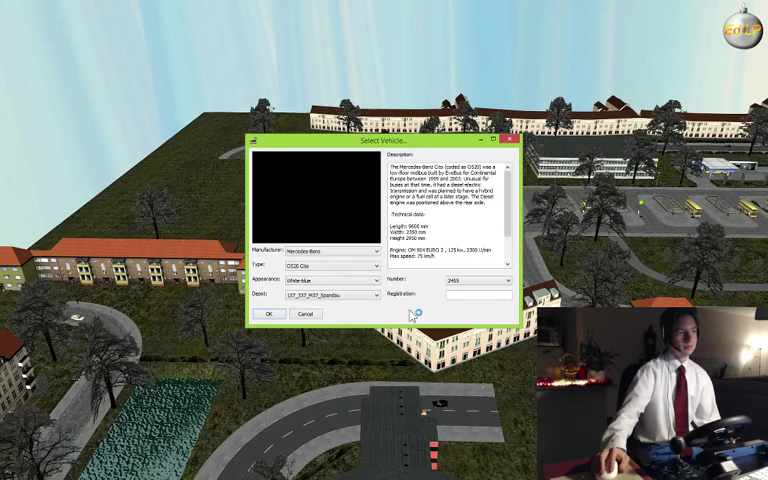 Ed LP
Select Vehicle...
Description:
The Mercedes-Benz Cito (coded as O520) was a
low-floor midibus built by EvoBus for Continental
Europe between 1999 and 2003. Unusual for
buses at that time, it had a diesel-electric
transmission and was planned to have a hybrid
engine or a fuel cell at a later stage. The Diesel
engine was positioned above the rear axle.
-Technical data-
Length: 9600 mm
Width: 2350 mm
Height 2950 mm
Engine: OM 904 EURO 2 , 125 kw, 2300 U/min
Max speed: 75 km/h
Manufacturer: Mercedes-Benz
Type: O520 Cito
Appearance: White-blue
Number: 2455
Depot: 137_337_M37_Spandau
Registration:
OK
Cancel